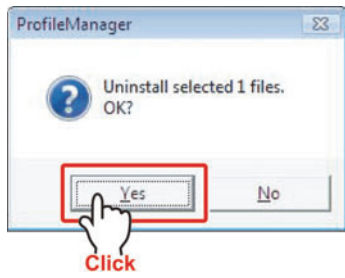 ProfileManager
Uninstall selected 1 files.
OK?
Yes
No
Click